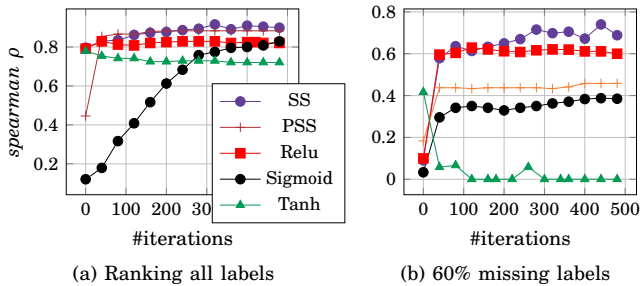 spearman ρ
0.8
0.6
0.4
0.2
0 100 200 300
#iterations
SS
PSS
Relu
Sigmoid
Tanh
(a) Ranking all labels
0.8
0.6
0.4
0.2
0
0 100 200 300 400 500
#iterations
(b) 60% missing labels